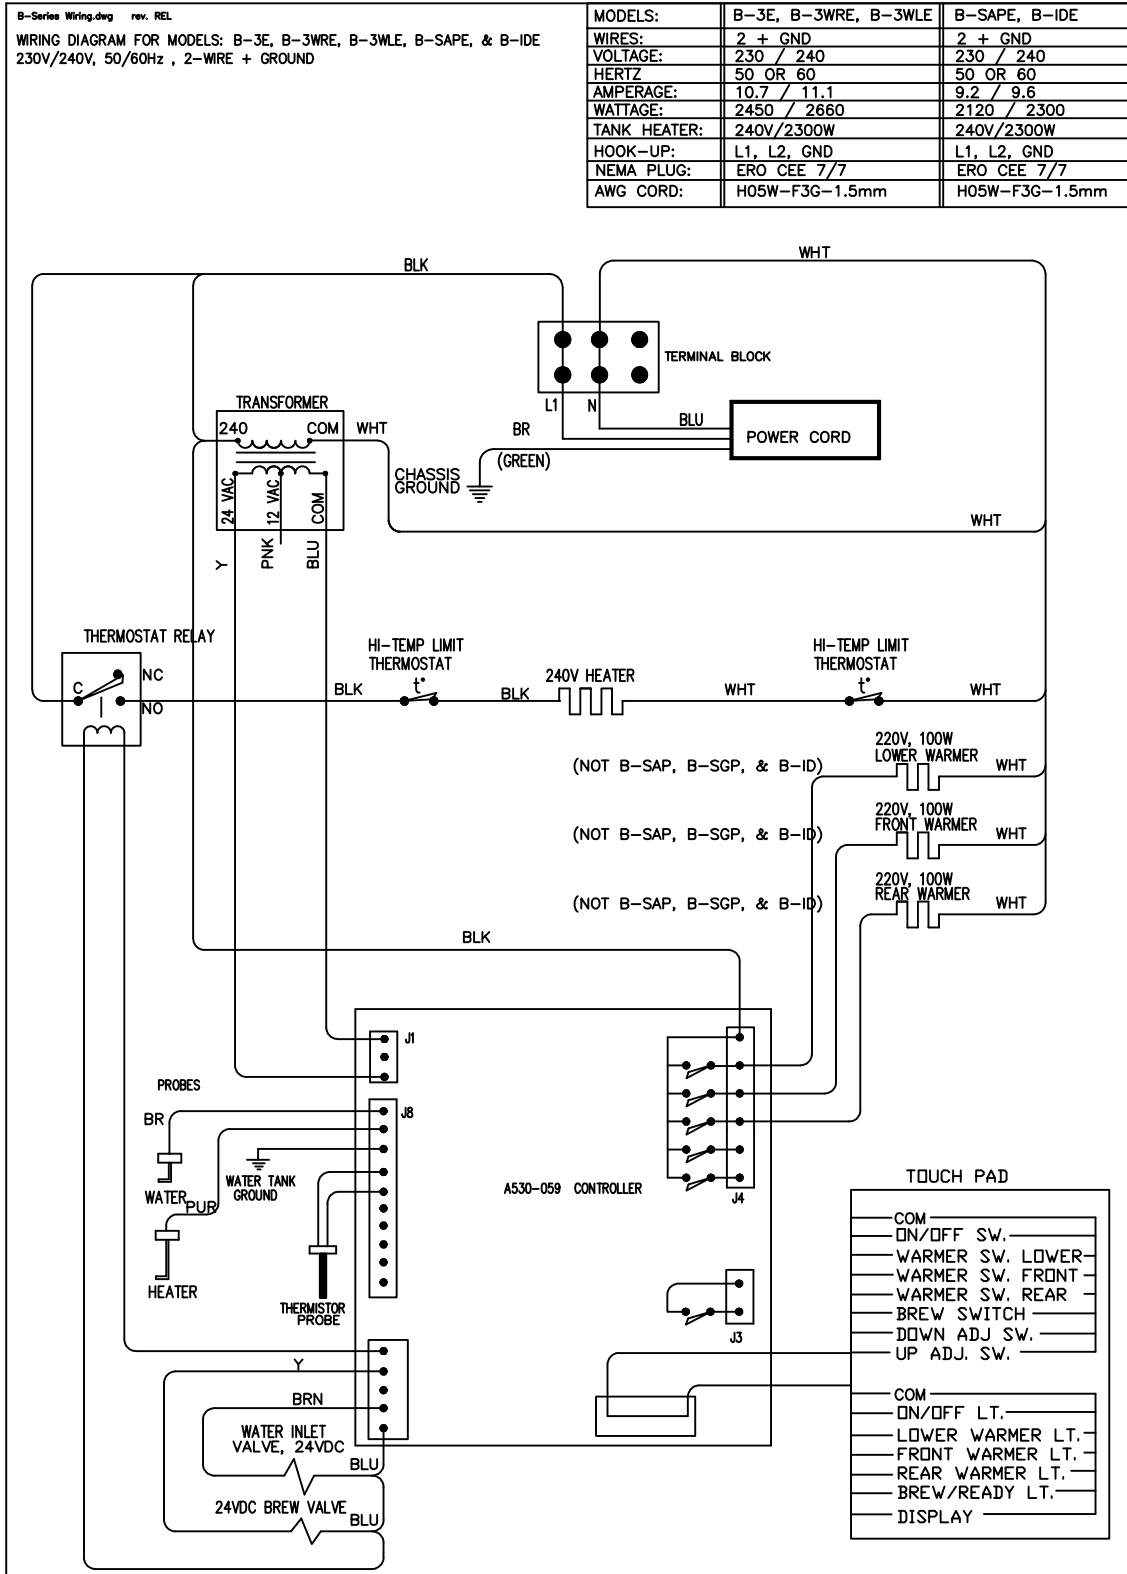 B-Series Wiring.dwg rev. REL
WIRING DIAGRAM FOR MODELS: B-3E, B-3WRE, B-3WLE, B-SAPE, & B-IDE
230V/240V, 50/60Hz , 2-WIRE + GROUND
MODELS: B-3E, B-3WRE, B-3WLE B-SAPE, B-IDE
WIRES: 2 + GND 2 + GND
VOLTAGE: 230 / 240 230 / 240
HERTZ 50 OR 60 50 OR 60
AMPERAGE: 10.7 / 11.1 9.2 / 9.6
WATTAGE: 2450 / 2660 2120 / 2300
TANK HEATER: 240V/2300W 240V/2300W
HOOK-UP: L1, L2, GND L1, L2, GND
NEMA PLUG: ERO CEE 7/7 ERO CEE 7/7
AWG CORD: H05W-F3G-1.5mm H05W-F3G-1.5mm
WHT
BLK
TERMINAL BLOCK
L1 N
BLU
BR
(GREEN)
POWER CORD
CHASSIS
GROUND
TRANSFORMER
240 COM WHT
24 VAC
12 VAC
COM
Y
PNK
BLU
WHT
THERMOSTAT RELAY
C
NC
NO
BLK
HI-TEMP LIMIT
THERMOSTAT
t°
BLK
240V HEATER
WHT
HI-TEMP LIMIT
THERMOSTAT
t°
WHT
(NOT B-SAP, B-SGP, & B-ID)
220V, 100W
LOWER WARMER
WHT
(NOT B-SAP, B-SGP, & B-ID)
220V, 100W
FRONT WARMER
WHT
(NOT B-SAP, B-SGP, & B-ID)
220V, 100W
REAR WARMER
WHT
BLK
J1
PROBES
BR
J8
WATER
PUR
WATER TANK
GROUND
HEATER
THERMISTOR
PROBE
A530-059 CONTROLLER
J4
J3
Y
BRN
WATER INLET
VALVE, 24VDC
BLU
24VDC BREW VALVE
BLU
TOUCH PAD
COM
ON/OFF SW.
WARMER SW. LOWER
WARMER SW. FRONT
WARMER SW. REAR
BREW SWITCH
DOWN ADJ SW.
UP ADJ. SW.
COM
ON/OFF LT.
LOWER WARMER LT.
FRONT WARMER LT.
REAR WARMER LT.
BREW/READY LT.
DISPLAY